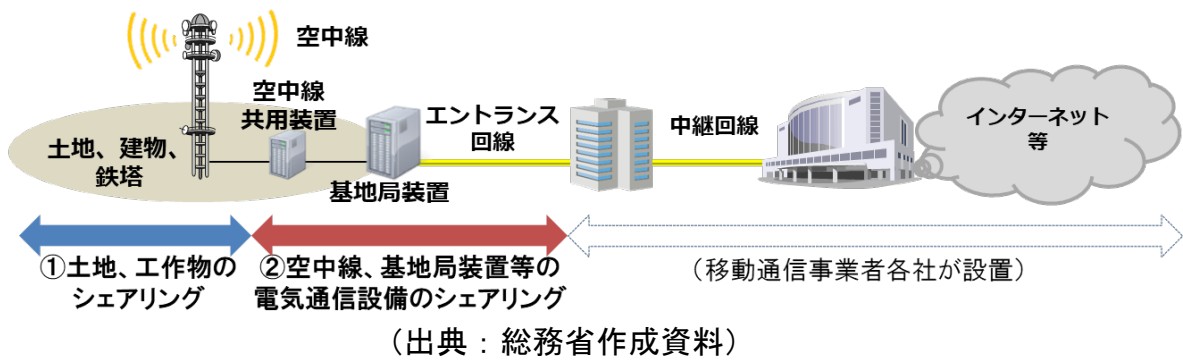 空中線
空中線
共用装置
エントランス
回線
中継回線
インターネット
等
土地、建物、
鉄塔
基地局装置
①土地、工作物の
シェアリング
②空中線、基地局装置等の
電気通信設備のシェアリング
（移動通信事業者各社が設置）
（出典：総務省作成資料）